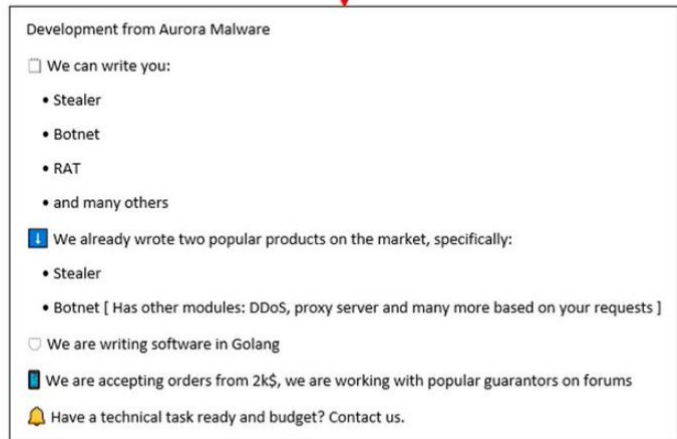 Development from Aurora Malware
We can write you:
• Stealer
• Botnet
• RAT
• and many others
We already wrote two popular products on the market, specifically:
• Stealer
• Botnet [ Has other modules: DDoS, proxy server and many more based on your requests ]
We are writing software in Golang
We are accepting orders from 2k$, we are working with popular guarantors on forums
Have a technical task ready and budget? Contact us.